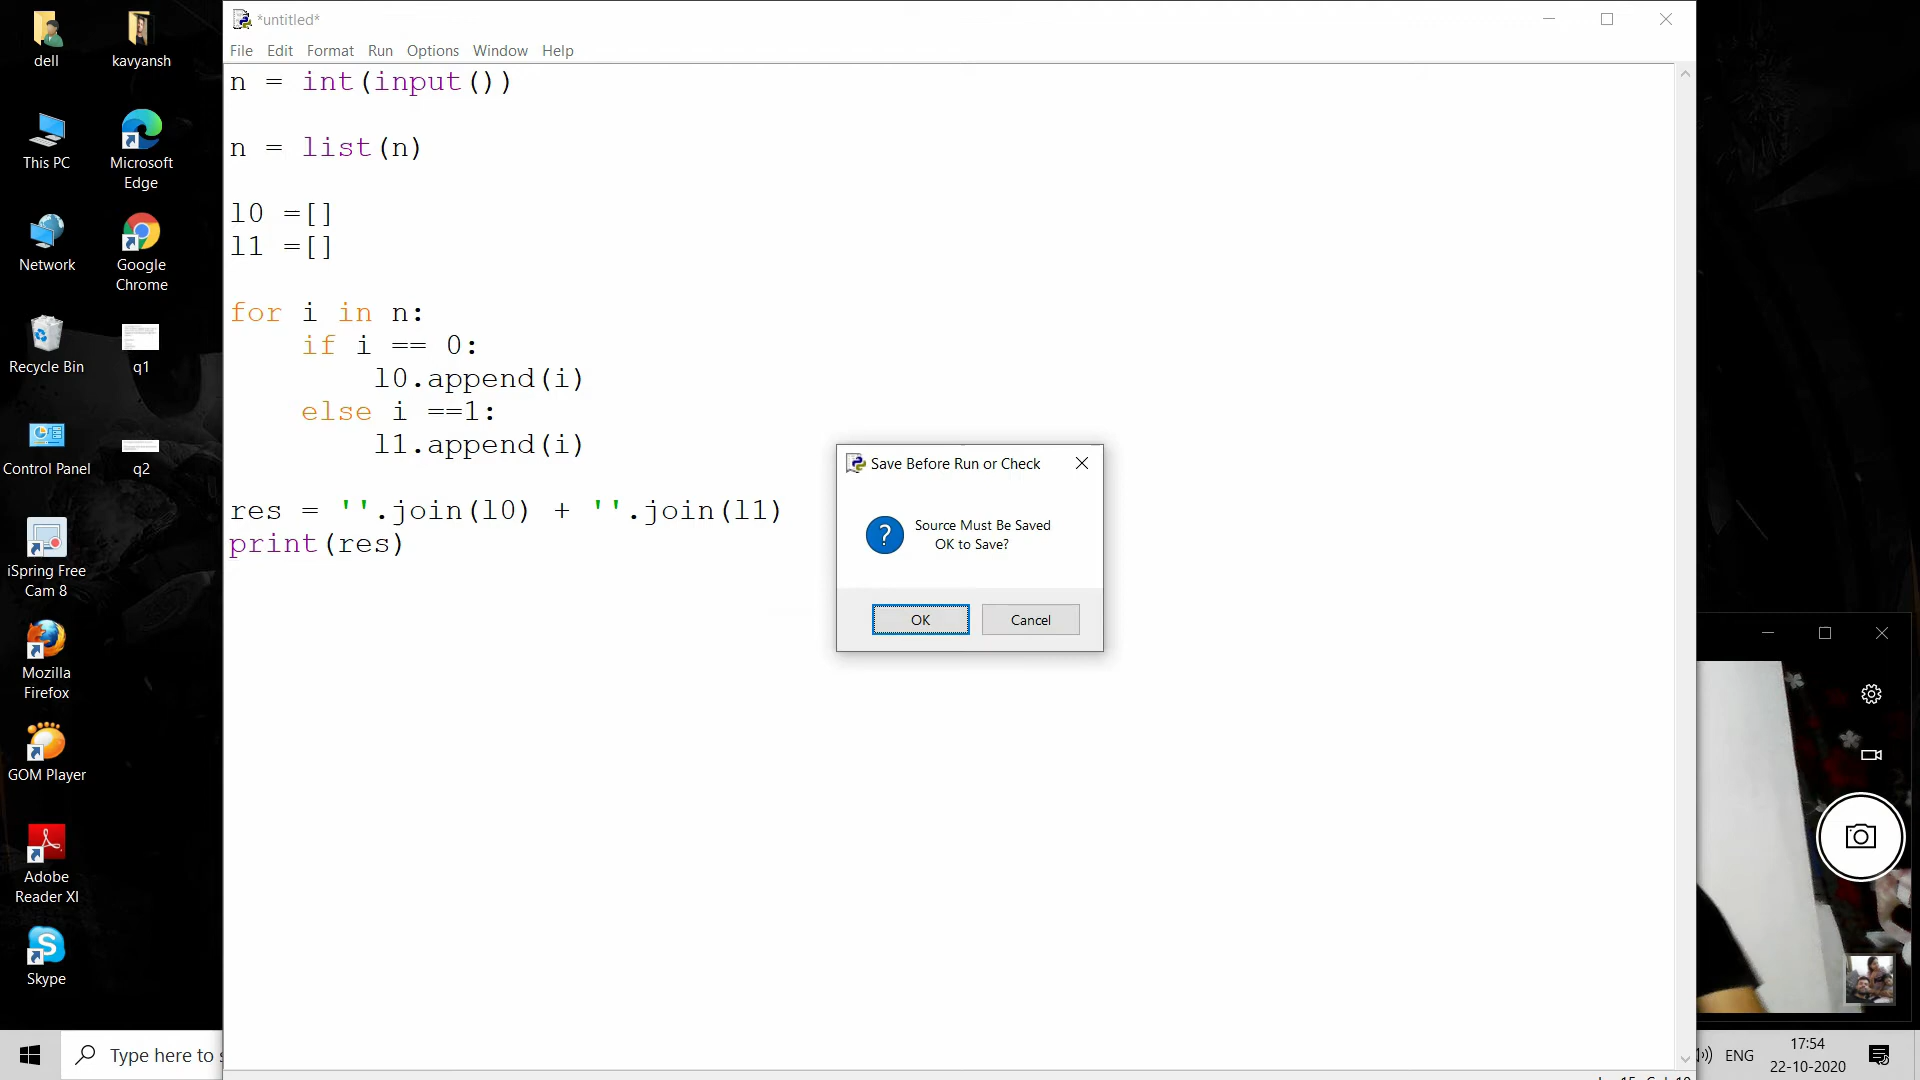 *untitled*
File Edit Format Run Options Window Help
n = int(input())
n = list(n)
l0 =[]
l1 =[]
for i in n:
if i == 0:
l0.append(i)
else i ==1:
l1.append(i)
res = ''.join(l0) + ''.join(l1)
print(res)
Save Before Run or Check
Source Must Be Saved
OK to Save?
OK Cancel
dell
kavyansh
This PC
Microsoft
Edge
Network
Google
Chrome
Recycle Bin
q1
Control Panel
q2
iSpring Free
Cam 8
Mozilla
Firefox
GOM Player
Adobe
Reader XI
Skype
Type here to
ENG
17:54
22-10-2020